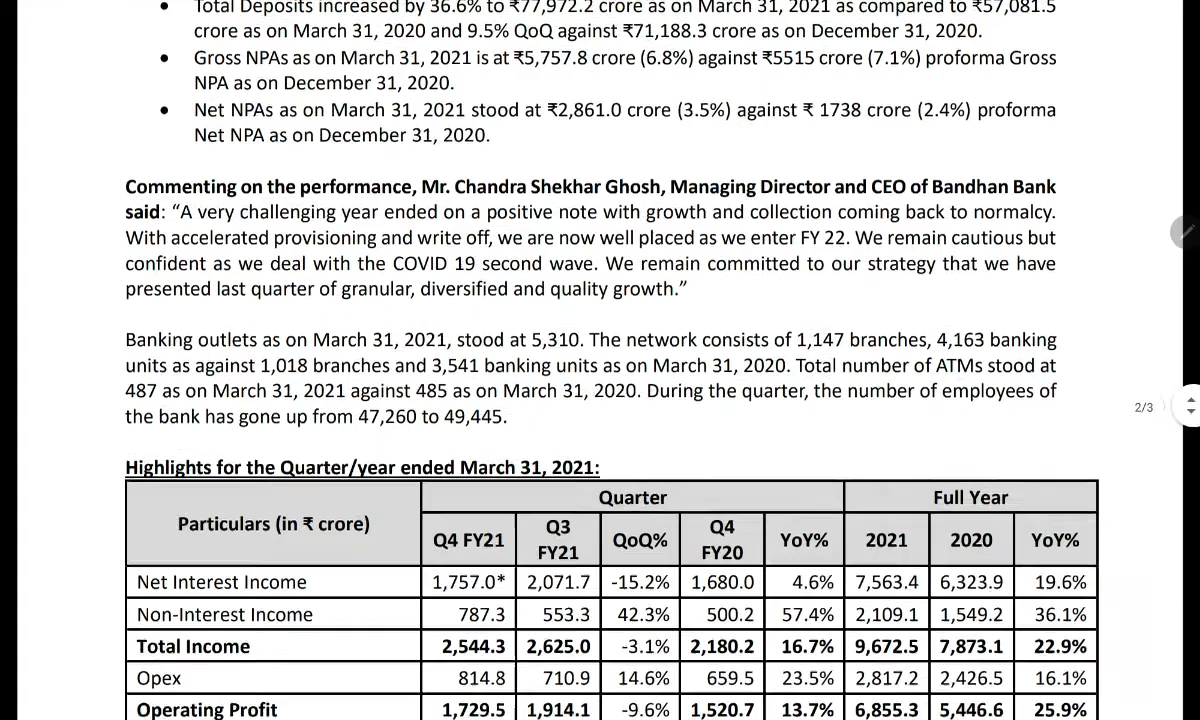 • Total Deposits increased by 36.6% to ₹77,972.2 crore as on March 31, 2021 as compared to ₹57,081.5
crore as on March 31, 2020 and 9.5% QoQ against ₹71,188.3 crore as on December 31, 2020.
• Gross NPAs as on March 31, 2021 is at ₹5,757.8 crore (6.8%) against ₹5515 crore (7.1%) proforma Gross
NPA as on December 31, 2020.
• Net NPAs as on March 31, 2021 stood at ₹2,861.0 crore (3.5%) against ₹ 1738 crore (2.4%) proforma
Net NPA as on December 31, 2020.
Commenting on the performance, Mr. Chandra Shekhar Ghosh, Managing Director and CEO of Bandhan Bank
said: “A very challenging year ended on a positive note with growth and collection coming back to normalcy.
With accelerated provisioning and write off, we are now well placed as we enter FY 22. We remain cautious but
confident as we deal with the COVID 19 second wave. We remain committed to our strategy that we have
presented last quarter of granular, diversified and quality growth.”
Banking outlets as on March 31, 2021, stood at 5,310. The network consists of 1,147 branches, 4,163 banking
units as against 1,018 branches and 3,541 banking units as on March 31, 2020. Total number of ATMs stood at
487 as on March 31, 2021 against 485 as on March 31, 2020. During the quarter, the number of employees of
the bank has gone up from 47,260 to 49,445.
2/3
Highlights for the Quarter/year ended March 31, 2021:
Particulars (in ₹ crore) Quarter Full Year
Q4 FY21 Q3 FY21 QoQ% Q4 FY20 YoY% 2021 2020 YoY%
Net Interest Income 1,757.0* 2,071.7 -15.2% 1,680.0 4.6% 7,563.4 6,323.9 19.6%
Non-Interest Income 787.3 553.3 42.3% 500.2 57.4% 2,109.1 1,549.2 36.1%
Total Income 2,544.3 2,625.0 -3.1% 2,180.2 16.7% 9,672.5 7,873.1 22.9%
Opex 814.8 710.9 14.6% 659.5 23.5% 2,817.2 2,426.5 16.1%
Operating Profit 1,729.5 1,914.1 -9.6% 1,520.7 13.7% 6,855.3 5,446.6 25.9%